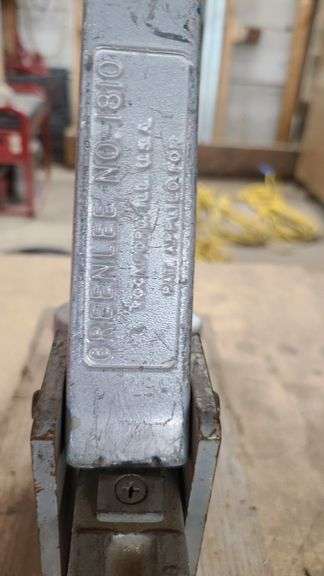 GREENLEE NO. 1810
ROCKFORD, ILL. U.S.A.
PAT. APPLIED FOR